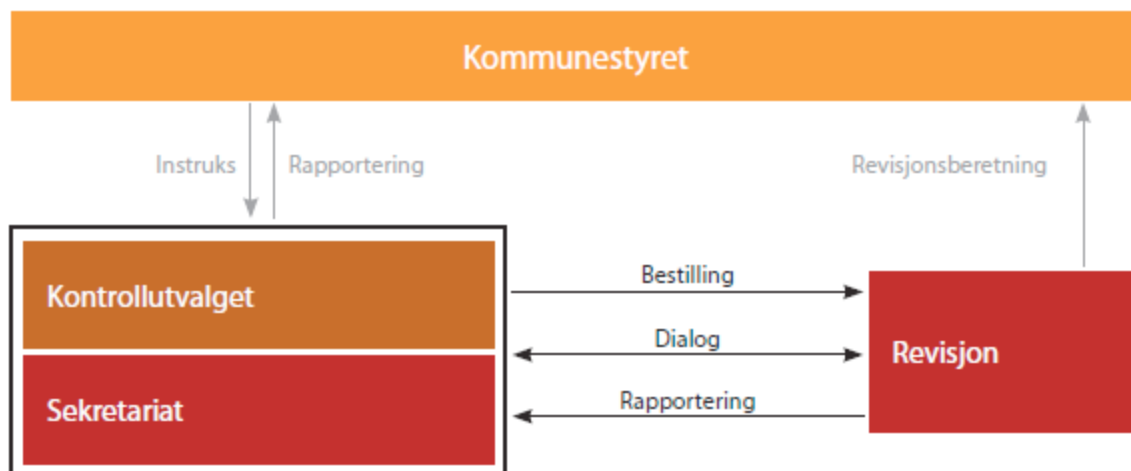 Kommunestyret
Instruks
Rapportering
Revisjonsberetning
Kontrollutvalget
Sekretariat
Bestilling
Dialog
Rapportering
Revisjon